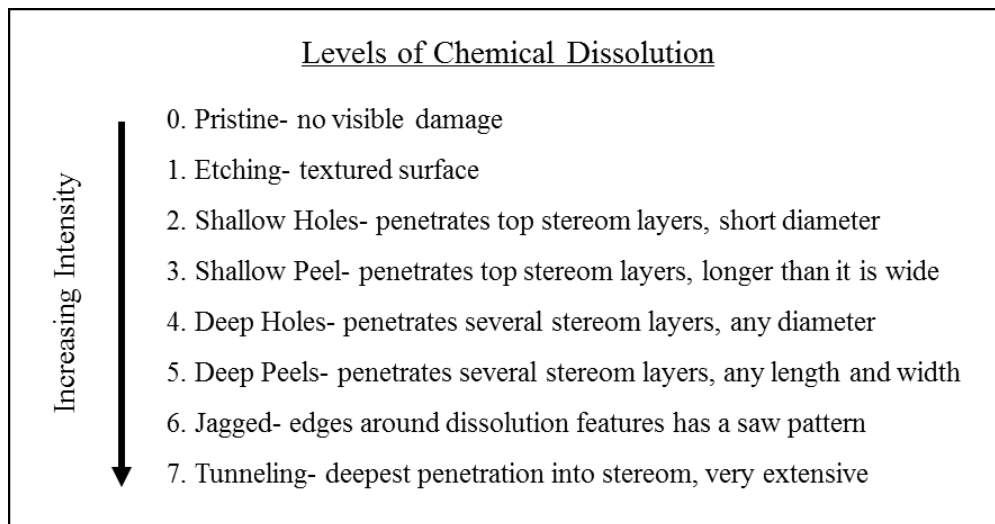 Levels of Chemical Dissolution
Increasing Intensity
0. Pristine- no visible damage
1. Etching- textured surface
2. Shallow Holes- penetrates top stereom layers, short diameter
3. Shallow Peel- penetrates top stereom layers, longer than it is wide
4. Deep Holes- penetrates several stereom layers, any diameter
5. Deep Peels- penetrates several stereom layers, any length and width
6. Jagged- edges around dissolution features has a saw pattern
7. Tunneling- deepest penetration into stereom, very extensive